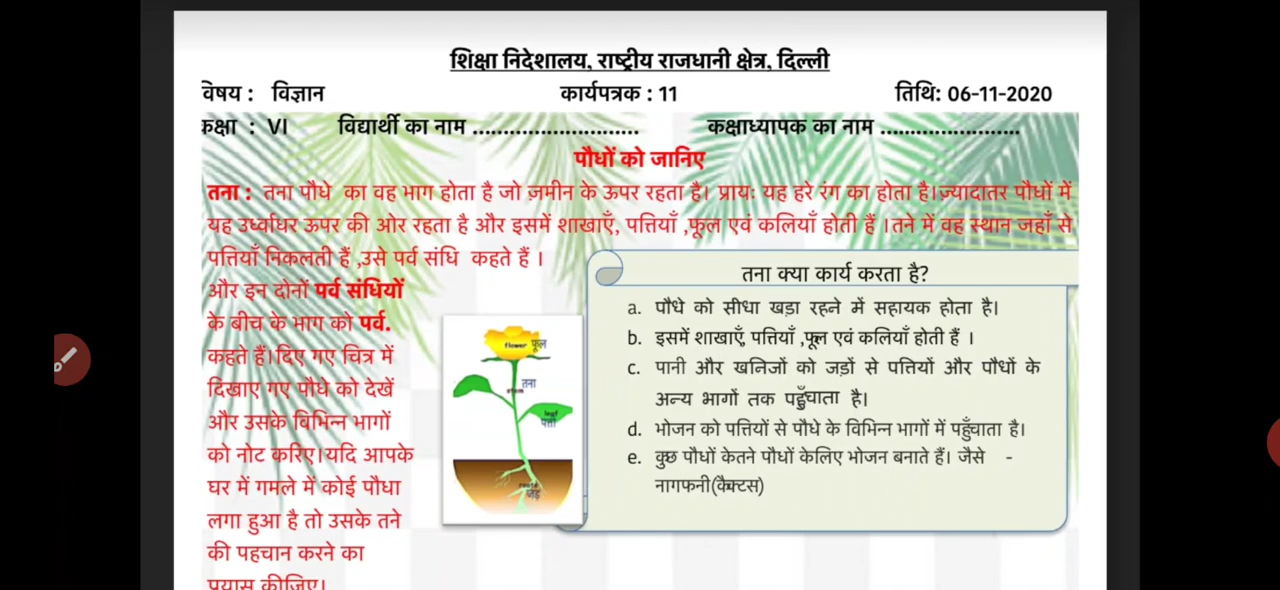 शिक्षा निदेशालय, राष्ट्रीय राजधानी क्षेत्र, दिल्ली
विषय : विज्ञान कार्यपत्रक : 11 तिथि: 06-11-2020
कक्षा : VI विद्यार्थी का नाम ........................... कक्षाध्यापक का नाम ......................
पौधों को जानिए
तना : तना पौधे का वह भाग होता है जो ज़मीन के ऊपर रहता है। प्रायः यह हरे रंग का होता है।ज़्यादातर पौधों में
यह उर्ध्वाधर ऊपर की ओर रहता है और इसमें शाखाएँ, पत्तियाँ ,फूल एवं कलियाँ होती हैं ।तने में वह स्थान जहाँ से
पत्तियाँ निकलती हैं ,उसे पर्व संधि कहते हैं ।
और इन दोनों पर्व संधियों
के बीच के भाग को पर्व.
कहते हैं।दिए गए चित्र में
दिखाए गए पौधे को देखें
और उसके विभिन्न भागों
को नोट करिए।यदि आपके
घर में गमले में कोई पौधा
लगा हुआ है तो उसके तने
की पहचान करने का
प्रयास कीजिए।
flower फूल
तना
stem
leaf
पत्ती
roots
जड़
तना क्या कार्य करता है?
a. पौधे को सीधा खड़ा रहने में सहायक होता है।
b. इसमें शाखाएँ, पत्तियाँ ,फूल एवं कलियाँ होती हैं ।
c. पानी और खनिजों को जड़ों से पत्तियों और पौधों के
अन्य भागों तक पहुँचाता है।
d. भोजन को पत्तियों से पौधे के विभिन्न भागों में पहुँचाता है।
e. कुछ पौधों केतने पौधों केलिए भोजन बनाते हैं। जैसे -
नागफनी(कैक्टस)